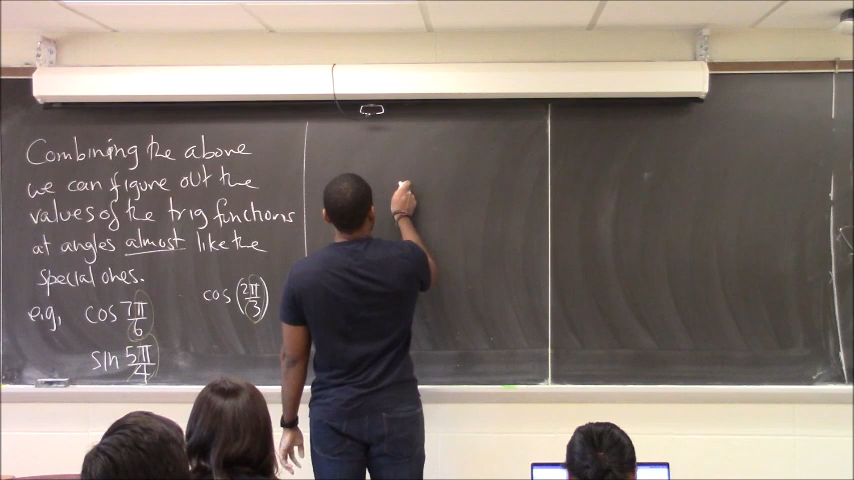 Combining the above
we can figure out the
values of the trig functions
at angles almost like the
special ones.
e.g, cos 7π/6 cos(2π/3)
sin 5π/4